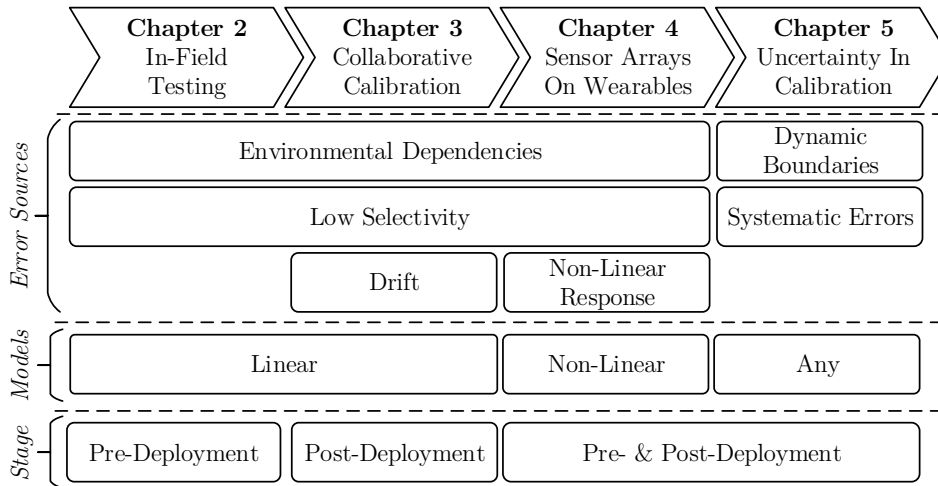 Chapter 2
In-Field
Testing
Chapter 3
Collaborative
Calibration
Chapter 4
Sensor Arrays
On Wearables
Chapter 5
Uncertainty In
Calibration
Error Sources
Environmental Dependencies
Dynamic
Boundaries
Low Selectivity
Systematic Errors
Drift
Non-Linear
Response
Models
Linear
Non-Linear
Any
Stage
Pre-Deployment
Post-Deployment
Pre- & Post-Deployment